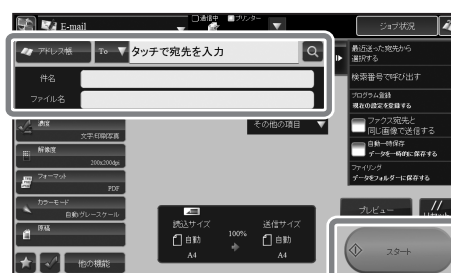 E-mail
通信中 プリンター
ジョブ状況
アドレス帳 To タッチで宛先を入力
件名
ファイル名
最近送った宛先から
選択する
検索番号で呼び出す
プログラム登録
現在の設定を登録する
ファクス宛先と
同じ画像で送信する
自動一時保存
データを一時的に保存する
ファイリング
データをフォルダーに保存する
濃度
文字/印刷写真
その他の項目
解像度
200x200dpi
フォーマット
PDF
カラーモード
自動/グレースケール
原稿
読込サイズ 100% 送信サイズ
自動 自動
A4 A4
プレビュー リセット
スタート
他の機能